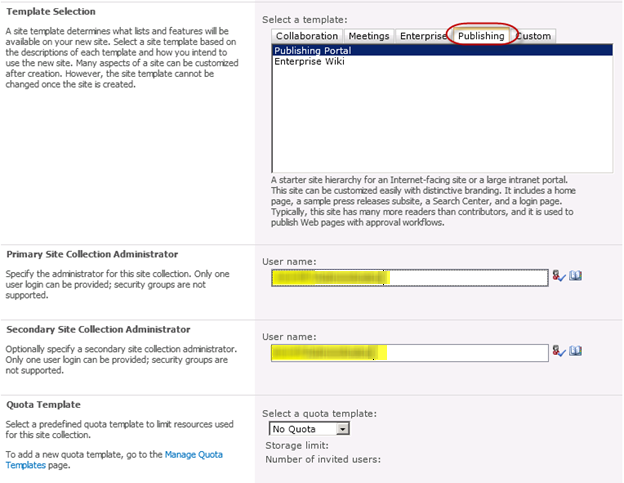 Template Selection
A site template determines what lists and features will be
available on your new site. Select a site template based on
the descriptions of each template and how you intend to
use the new site. Many aspects of a site can be customized
after creation. However, the site template cannot be
changed once the site is created.
Select a template:
Collaboration Meetings Enterprise Publishing Custom
Publishing Portal
Enterprise Wiki
A starter site hierarchy for an Internet-facing site or a large intranet portal.
This site can be customized easily with distinctive branding. It includes a home
page, a sample press releases subsite, a Search Center, and a login page.
Typically, this site has many more readers than contributors, and it is used to
publish Web pages with approval workflows.
Primary Site Collection Administrator
Specify the administrator for this site collection. Only one
user login can be provided; security groups are not
supported.
User name:
Secondary Site Collection Administrator
Optionally specify a secondary site collection administrator.
Only one user login can be provided; security groups are
not supported.
User name:
Quota Template
Select a predefined quota template to limit resources used
for this site collection.
To add a new quota template, go to the Manage Quota
Templates page.
Select a quota template:
No Quota
Storage limit:
Number of invited users: